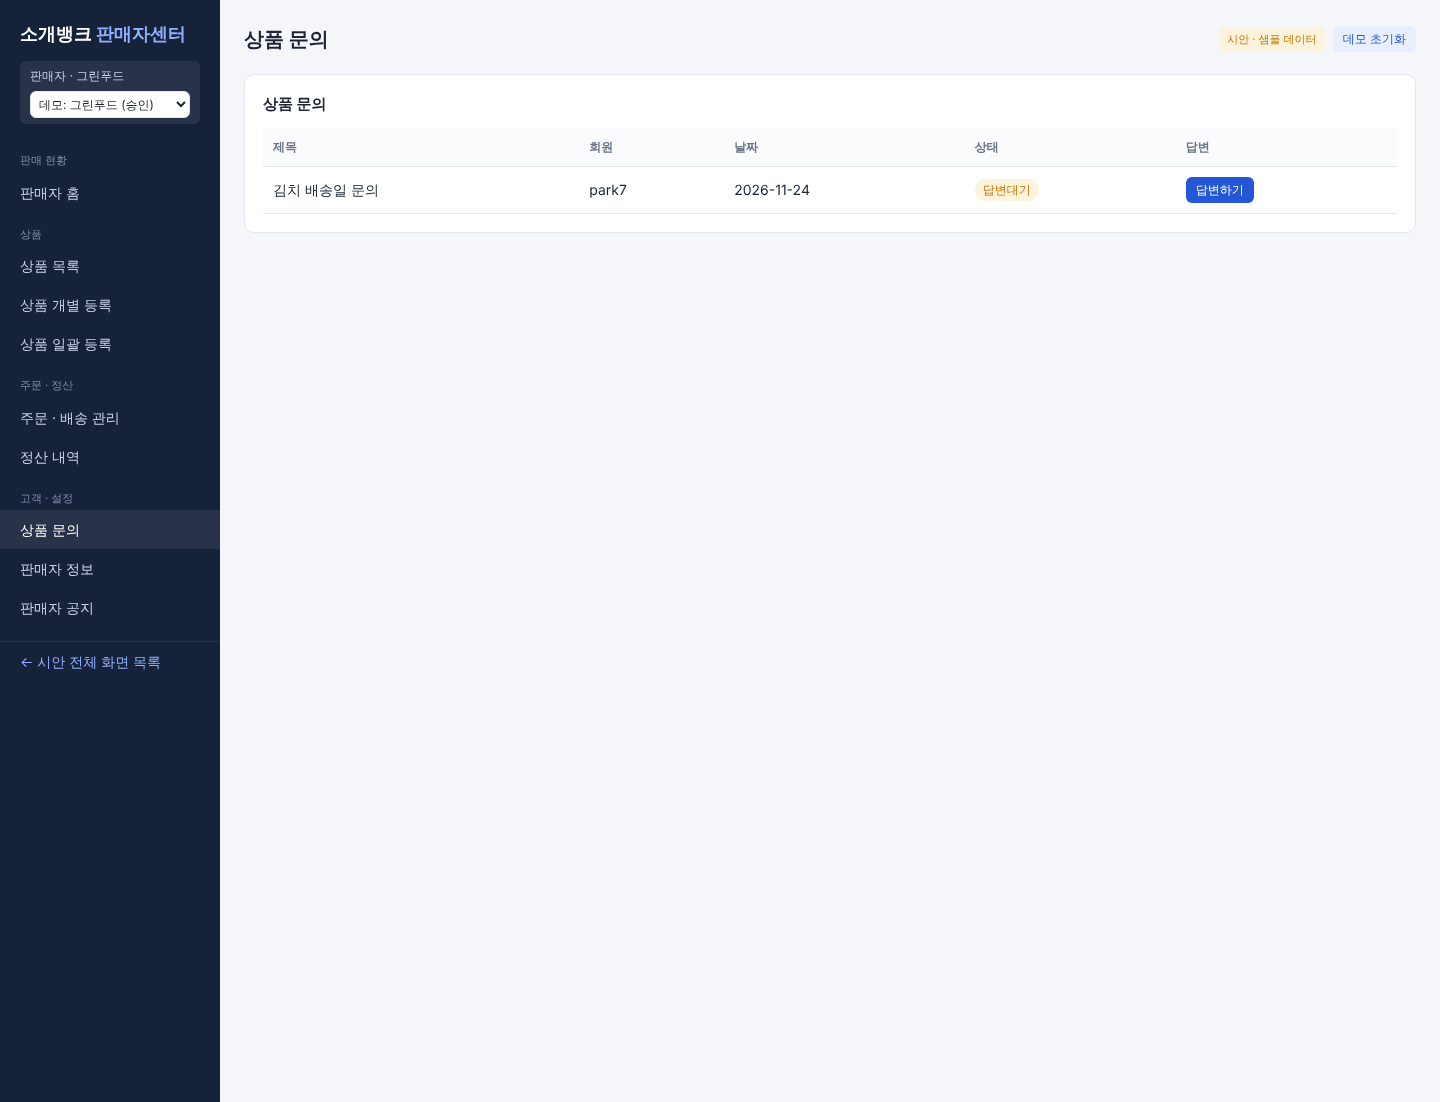 소개뱅크 판매자센터
판매자 · 그린푸드
데모: 그린푸드 (승인)
판매 현황
판매자 홈
상품
상품 목록
상품 개별 등록
상품 일괄 등록
주문 · 정산
주문 · 배송 관리
정산 내역
고객 · 설정
상품 문의
판매자 정보
판매자 공지
← 시안 전체 화면 목록
상품 문의
시안 · 샘플 데이터
데모 초기화
상품 문의
제목 회원 날짜 상태 답변
김치 배송일 문의 park7 2026-11-24 답변대기 답변하기